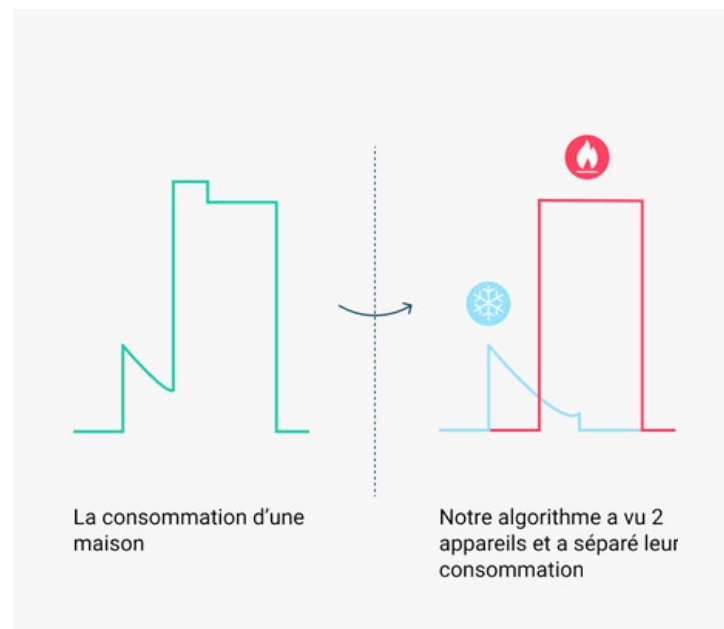 La consommation d’une
maison
Notre algorithme a vu 2
appareils et a séparé leur
consommation